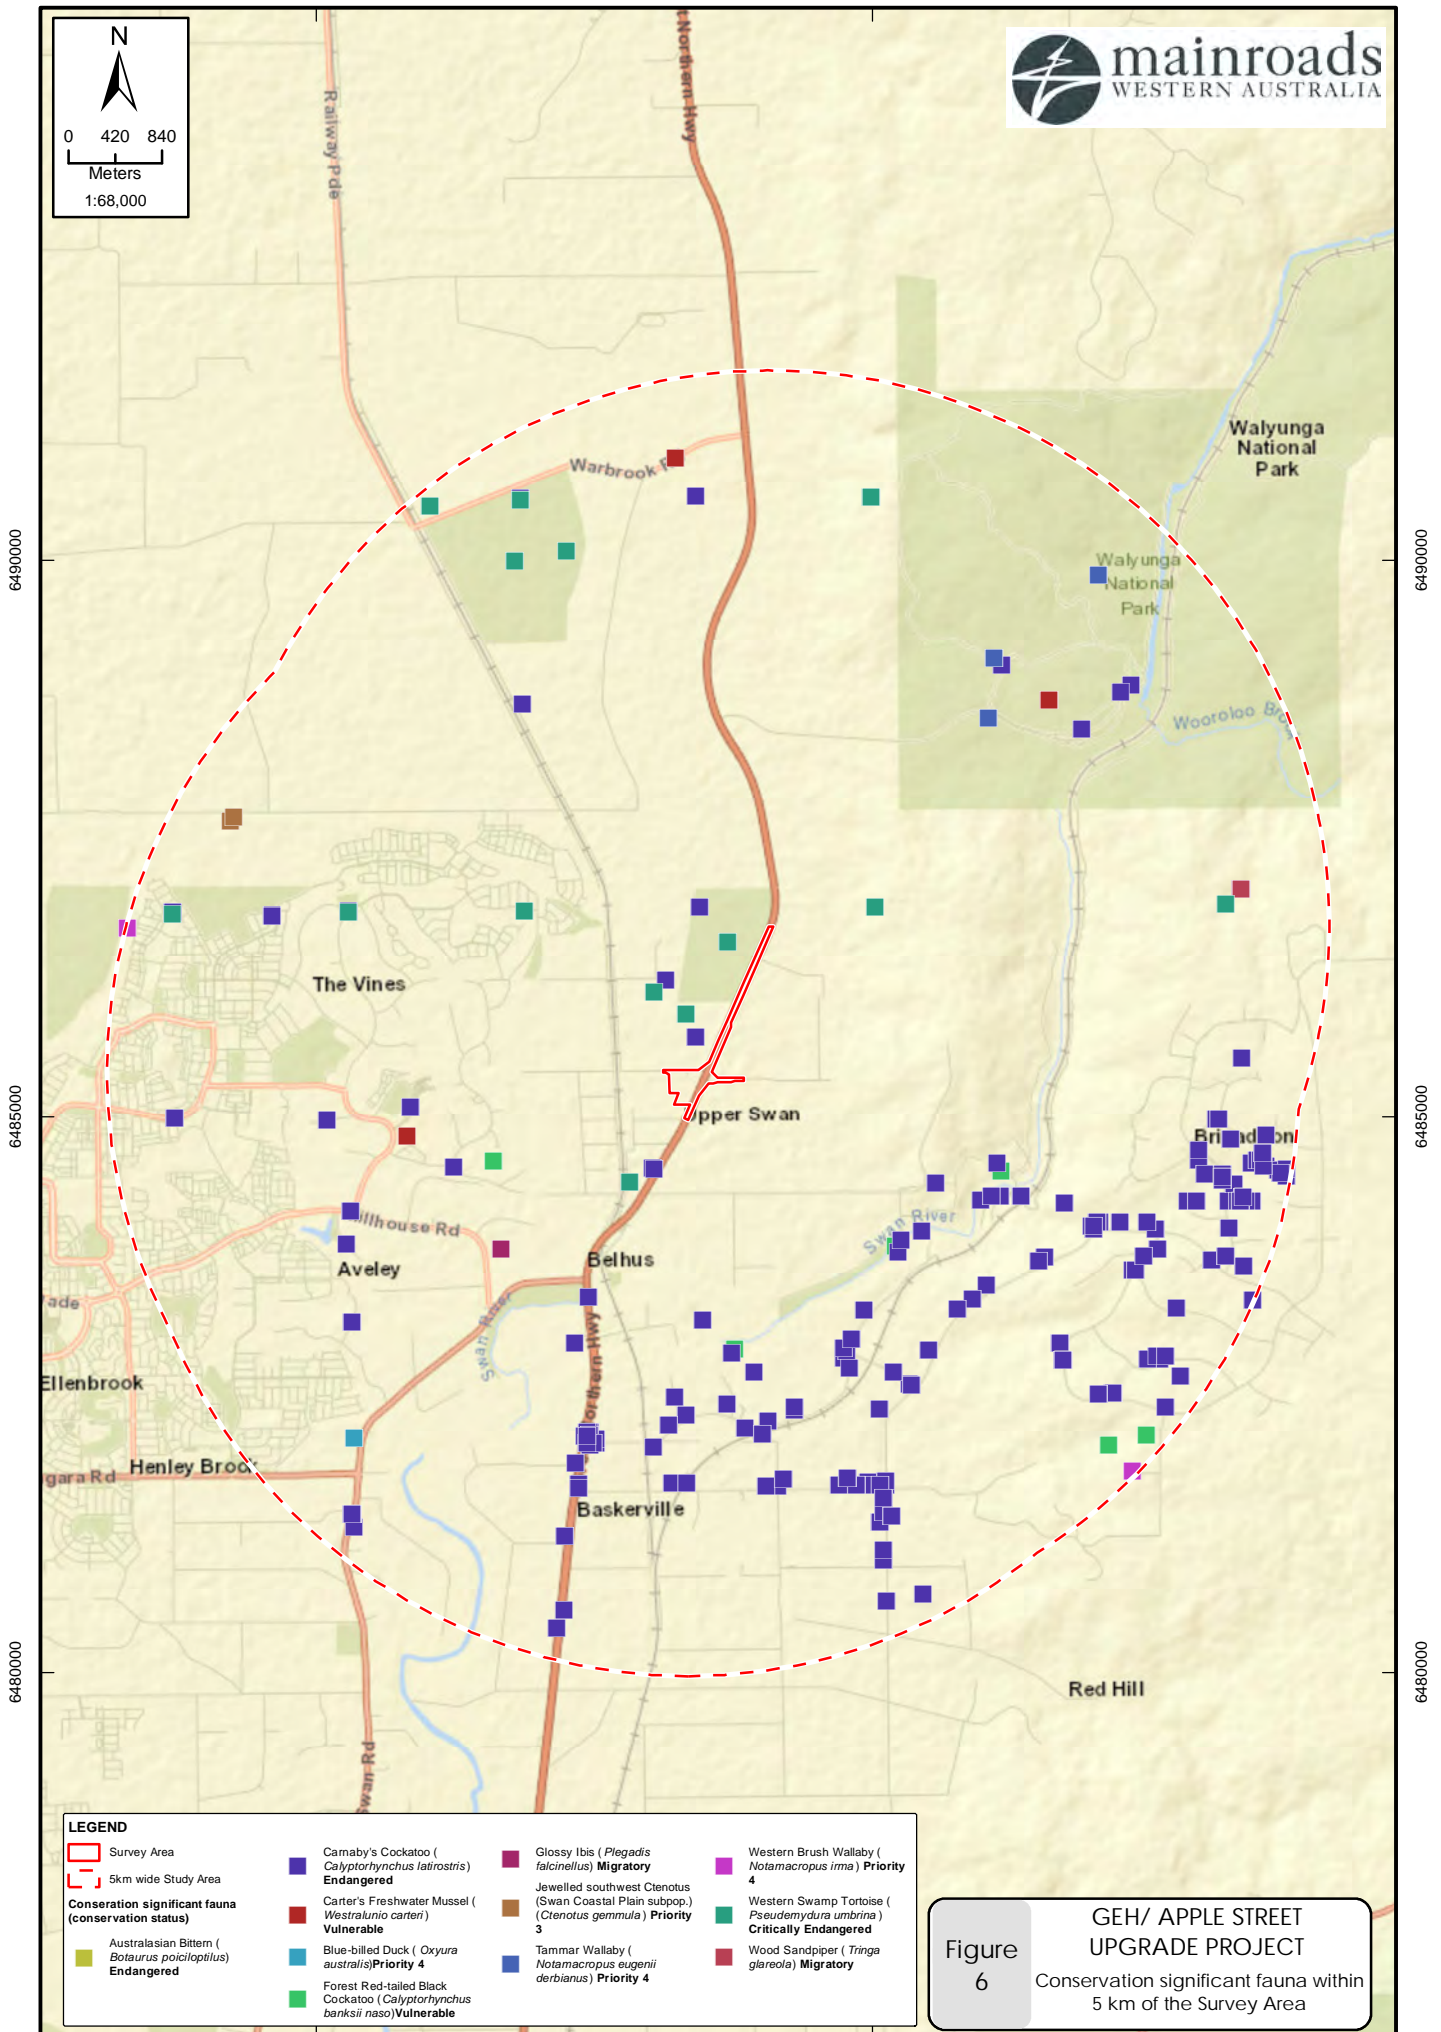 N
0 420 840
Meters
1:68,000
mainroads
WESTERN AUSTRALIA
t Northern Hwy
Railway Pde
Warbrook
Walyunga
National
Park
Walyunga
National
Park
Wooroloo
6490000
6490000
The Vines
Upper Swan
6485000
6485000
Swan River
illhouse Rd
Aveley
Belhus
Swan River
orthern Hwy
Ellenbrook
Henley Brook
gara Rd
Baskerville
6480000
6480000
Red Hill
Swan Rd
LEGEND
Survey Area
5km wide Study Area
Conseration significant fauna
(conservation status)
Australasian Bittern (
Botaurus poiciloptilus)
Endangered
Carnaby's Cockatoo (
Calyptorhynchus latirostris)
Endangered
Carter's Freshwater Mussel (
Westralunio carteri)
Vulnerable
Blue-billed Duck ( Oxyura
australis)Priority 4
Forest Red-tailed Black
Cockatoo (Calyptorhynchus
banksii naso)Vulnerable
Glossy Ibis ( Plegadis
falcinellus) Migratory
Jewelled southwest Ctenotus
(Swan Coastal Plain subpop.)
(Ctenotus gemmula) Priority
3
Tammar Wallaby (
Notamacropus eugenii
derbianus) Priority 4
Western Brush Wallaby (
Notamacropus irma) Priority
4
Western Swamp Tortoise (
Pseudemydura umbrina )
Critically Endangered
Wood Sandpiper ( Tringa
glareola) Migratory
Figure
6
GEH/ APPLE STREET
UPGRADE PROJECT
Conservation significant fauna within
5 km of the Survey Area